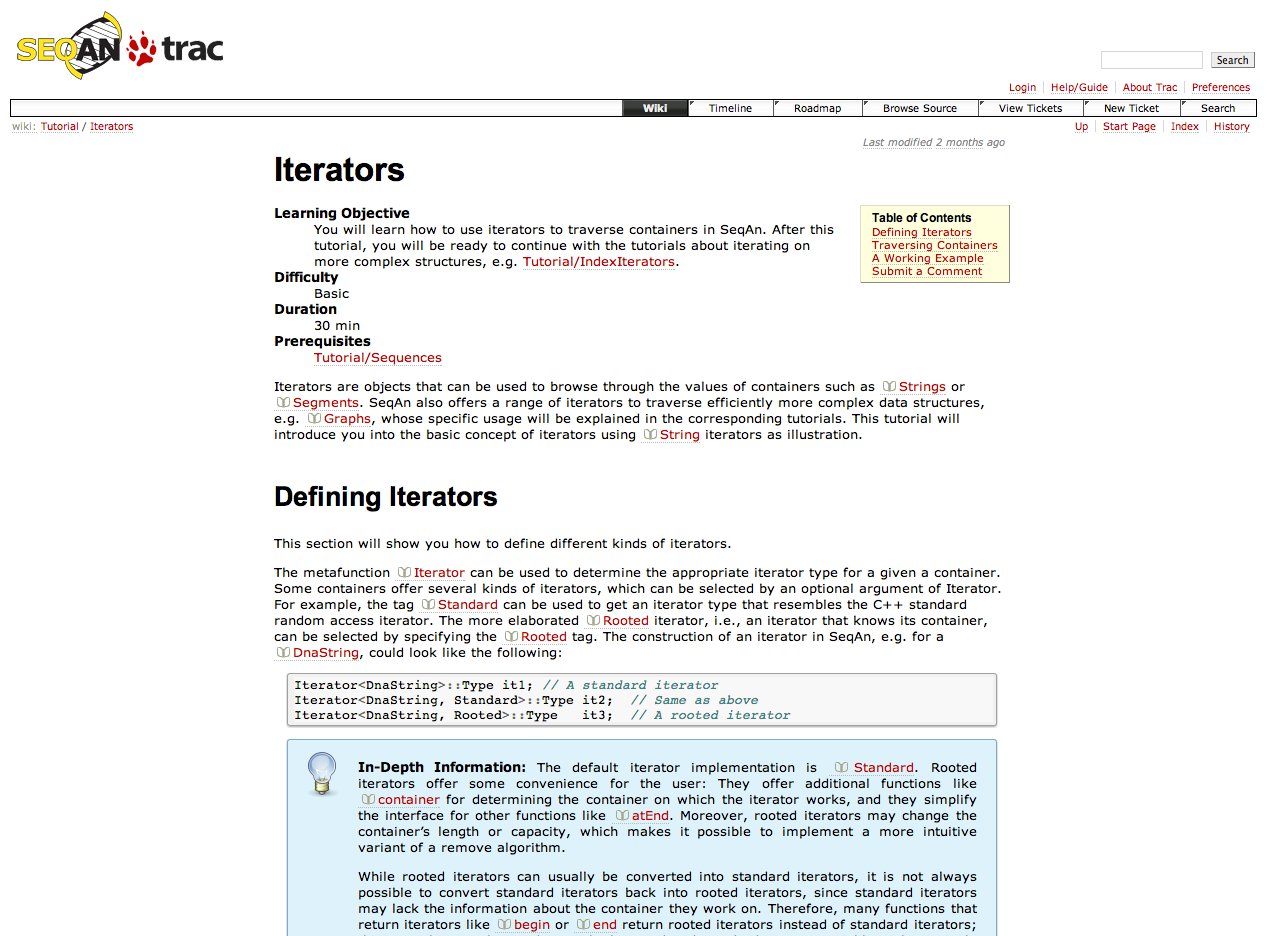 SEQAN trac
Search
Login Help/Guide About Trac Preferences
Wiki Timeline Roadmap Browse Source View Tickets New Ticket Search
wiki: Tutorial / Iterators
Up Start Page Index History
Last modified 2 months ago
Iterators
Learning Objective
You will learn how to use iterators to traverse containers in SeqAn. After this
tutorial, you will be ready to continue with the tutorials about iterating on
more complex structures, e.g. Tutorial/IndexIterators.
Difficulty
Basic
Duration
30 min
Prerequisites
Tutorial/Sequences
Table of Contents
Defining Iterators
Traversing Containers
A Working Example
Submit a Comment
Iterators are objects that can be used to browse through the values of containers such as Strings or
Segments. SeqAn also offers a range of iterators to traverse efficiently more complex data structures,
e.g. Graphs, whose specific usage will be explained in the corresponding tutorials. This tutorial will
introduce you into the basic concept of iterators using String iterators as illustration.
Defining Iterators
This section will show you how to define different kinds of iterators.
The metafunction Iterator can be used to determine the appropriate iterator type for a given a container.
Some containers offer several kinds of iterators, which can be selected by an optional argument of Iterator.
For example, the tag Standard can be used to get an iterator type that resembles the C++ standard
random access iterator. The more elaborated Rooted iterator, i.e., an iterator that knows its container,
can be selected by specifying the Rooted tag. The construction of an iterator in SeqAn, e.g. for a
DnaString, could look like the following:
Iterator<DnaString>::Type it1; // A standard iterator
Iterator<DnaString, Standard>::Type it2;  // Same as above
Iterator<DnaString, Rooted>::Type   it3;  // A rooted iterator
In-Depth Information: The default iterator implementation is Standard. Rooted
iterators offer some convenience for the user: They offer additional functions like
container for determining the container on which the iterator works, and they simplify
the interface for other functions like atEnd. Moreover, rooted iterators may change the
container's length or capacity, which makes it possible to implement a more intuitive
variant of a remove algorithm.
While rooted iterators can usually be converted into standard iterators, it is not always
possible to convert standard iterators back into rooted iterators, since standard iterators
may lack the information about the container they work on. Therefore, many functions that
return iterators like begin or end return rooted iterators instead of standard iterators;